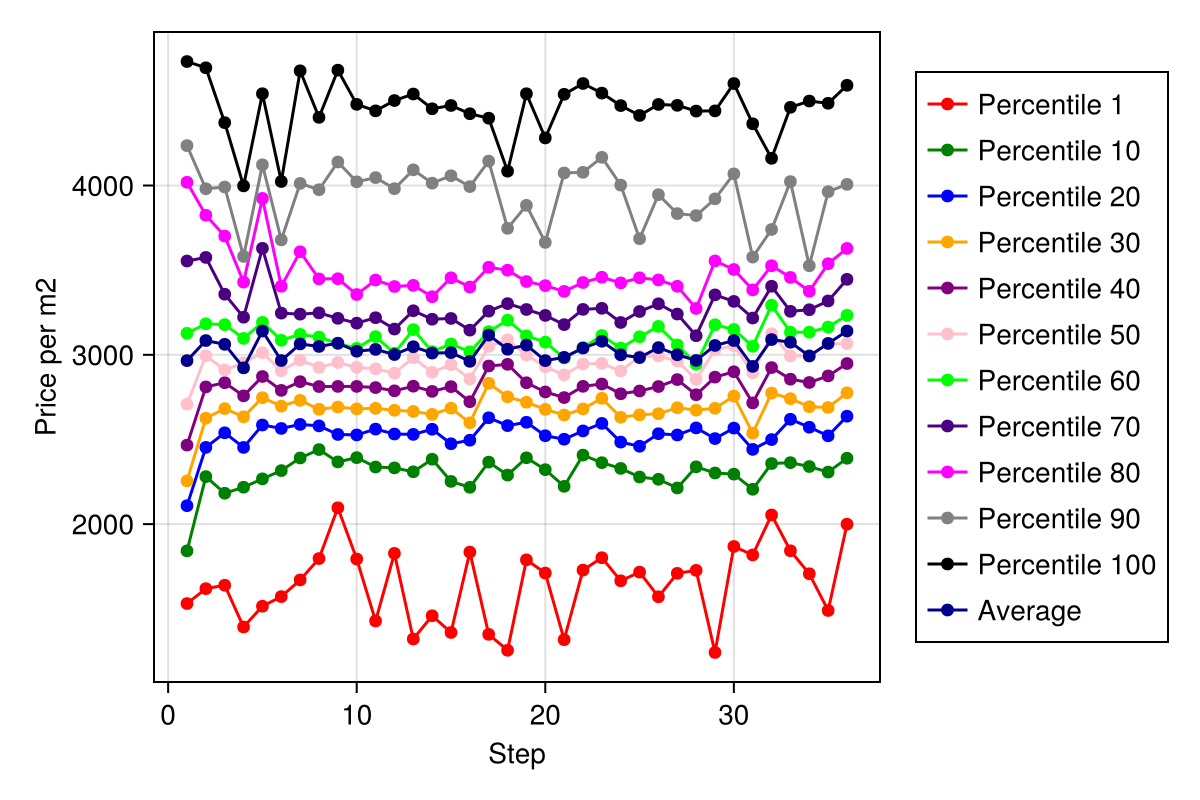 Price per m2
4000
3000
2000
0
10
20
30
Step
Percentile 1
Percentile 10
Percentile 20
Percentile 30
Percentile 40
Percentile 50
Percentile 60
Percentile 70
Percentile 80
Percentile 90
Percentile 100
Average